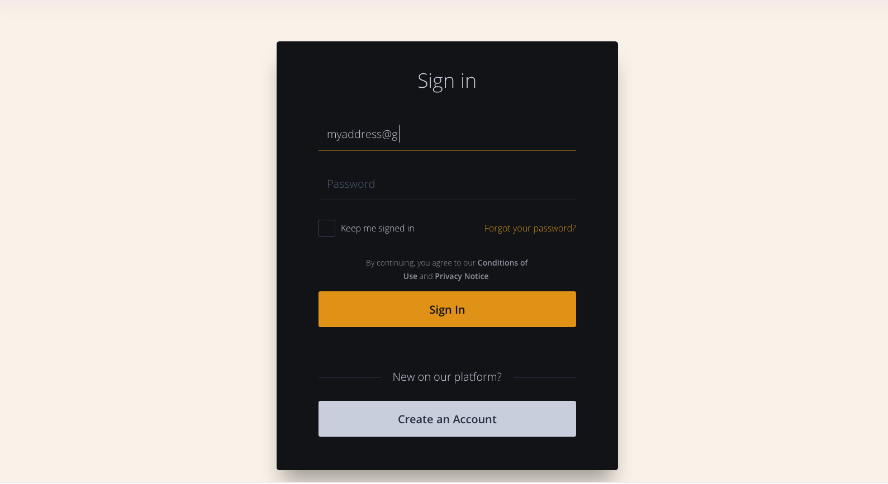 Sign in
myaddress@g
Password
Keep me signed in
Forgot your password?
By continuing, you agree to our Conditions of
Use and Privacy Notice
Sign In
New on our platform?
Create an Account